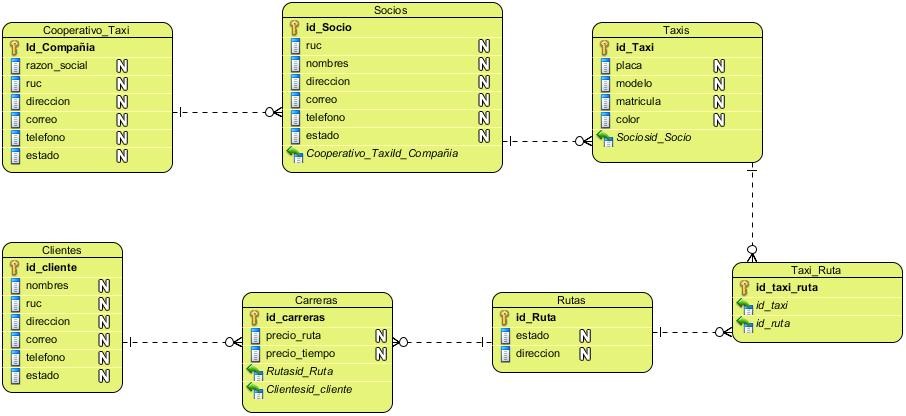 Cooperativo_Taxi
Id_Compañia
razon_social N
ruc N
direccion N
correo N
telefono N
estado N
Socios
id_Socio
ruc N
nombres N
direccion N
correo N
telefono N
estado N
Cooperativo_TaxiId_Compañia
Taxis
id_Taxi
placa N
modelo N
matricula N
color N
Sociosid_Socio
Clientes
id_cliente
nombres N
ruc N
direccion N
correo N
telefono N
estado N
Carreras
id_carreras
precio_ruta N
precio_tiempo N
Rutasid_Ruta
Clientesid_cliente
Rutas
id_Ruta
estado N
direccion N
Taxi_Ruta
id_taxi_ruta
id_taxi
id_ruta